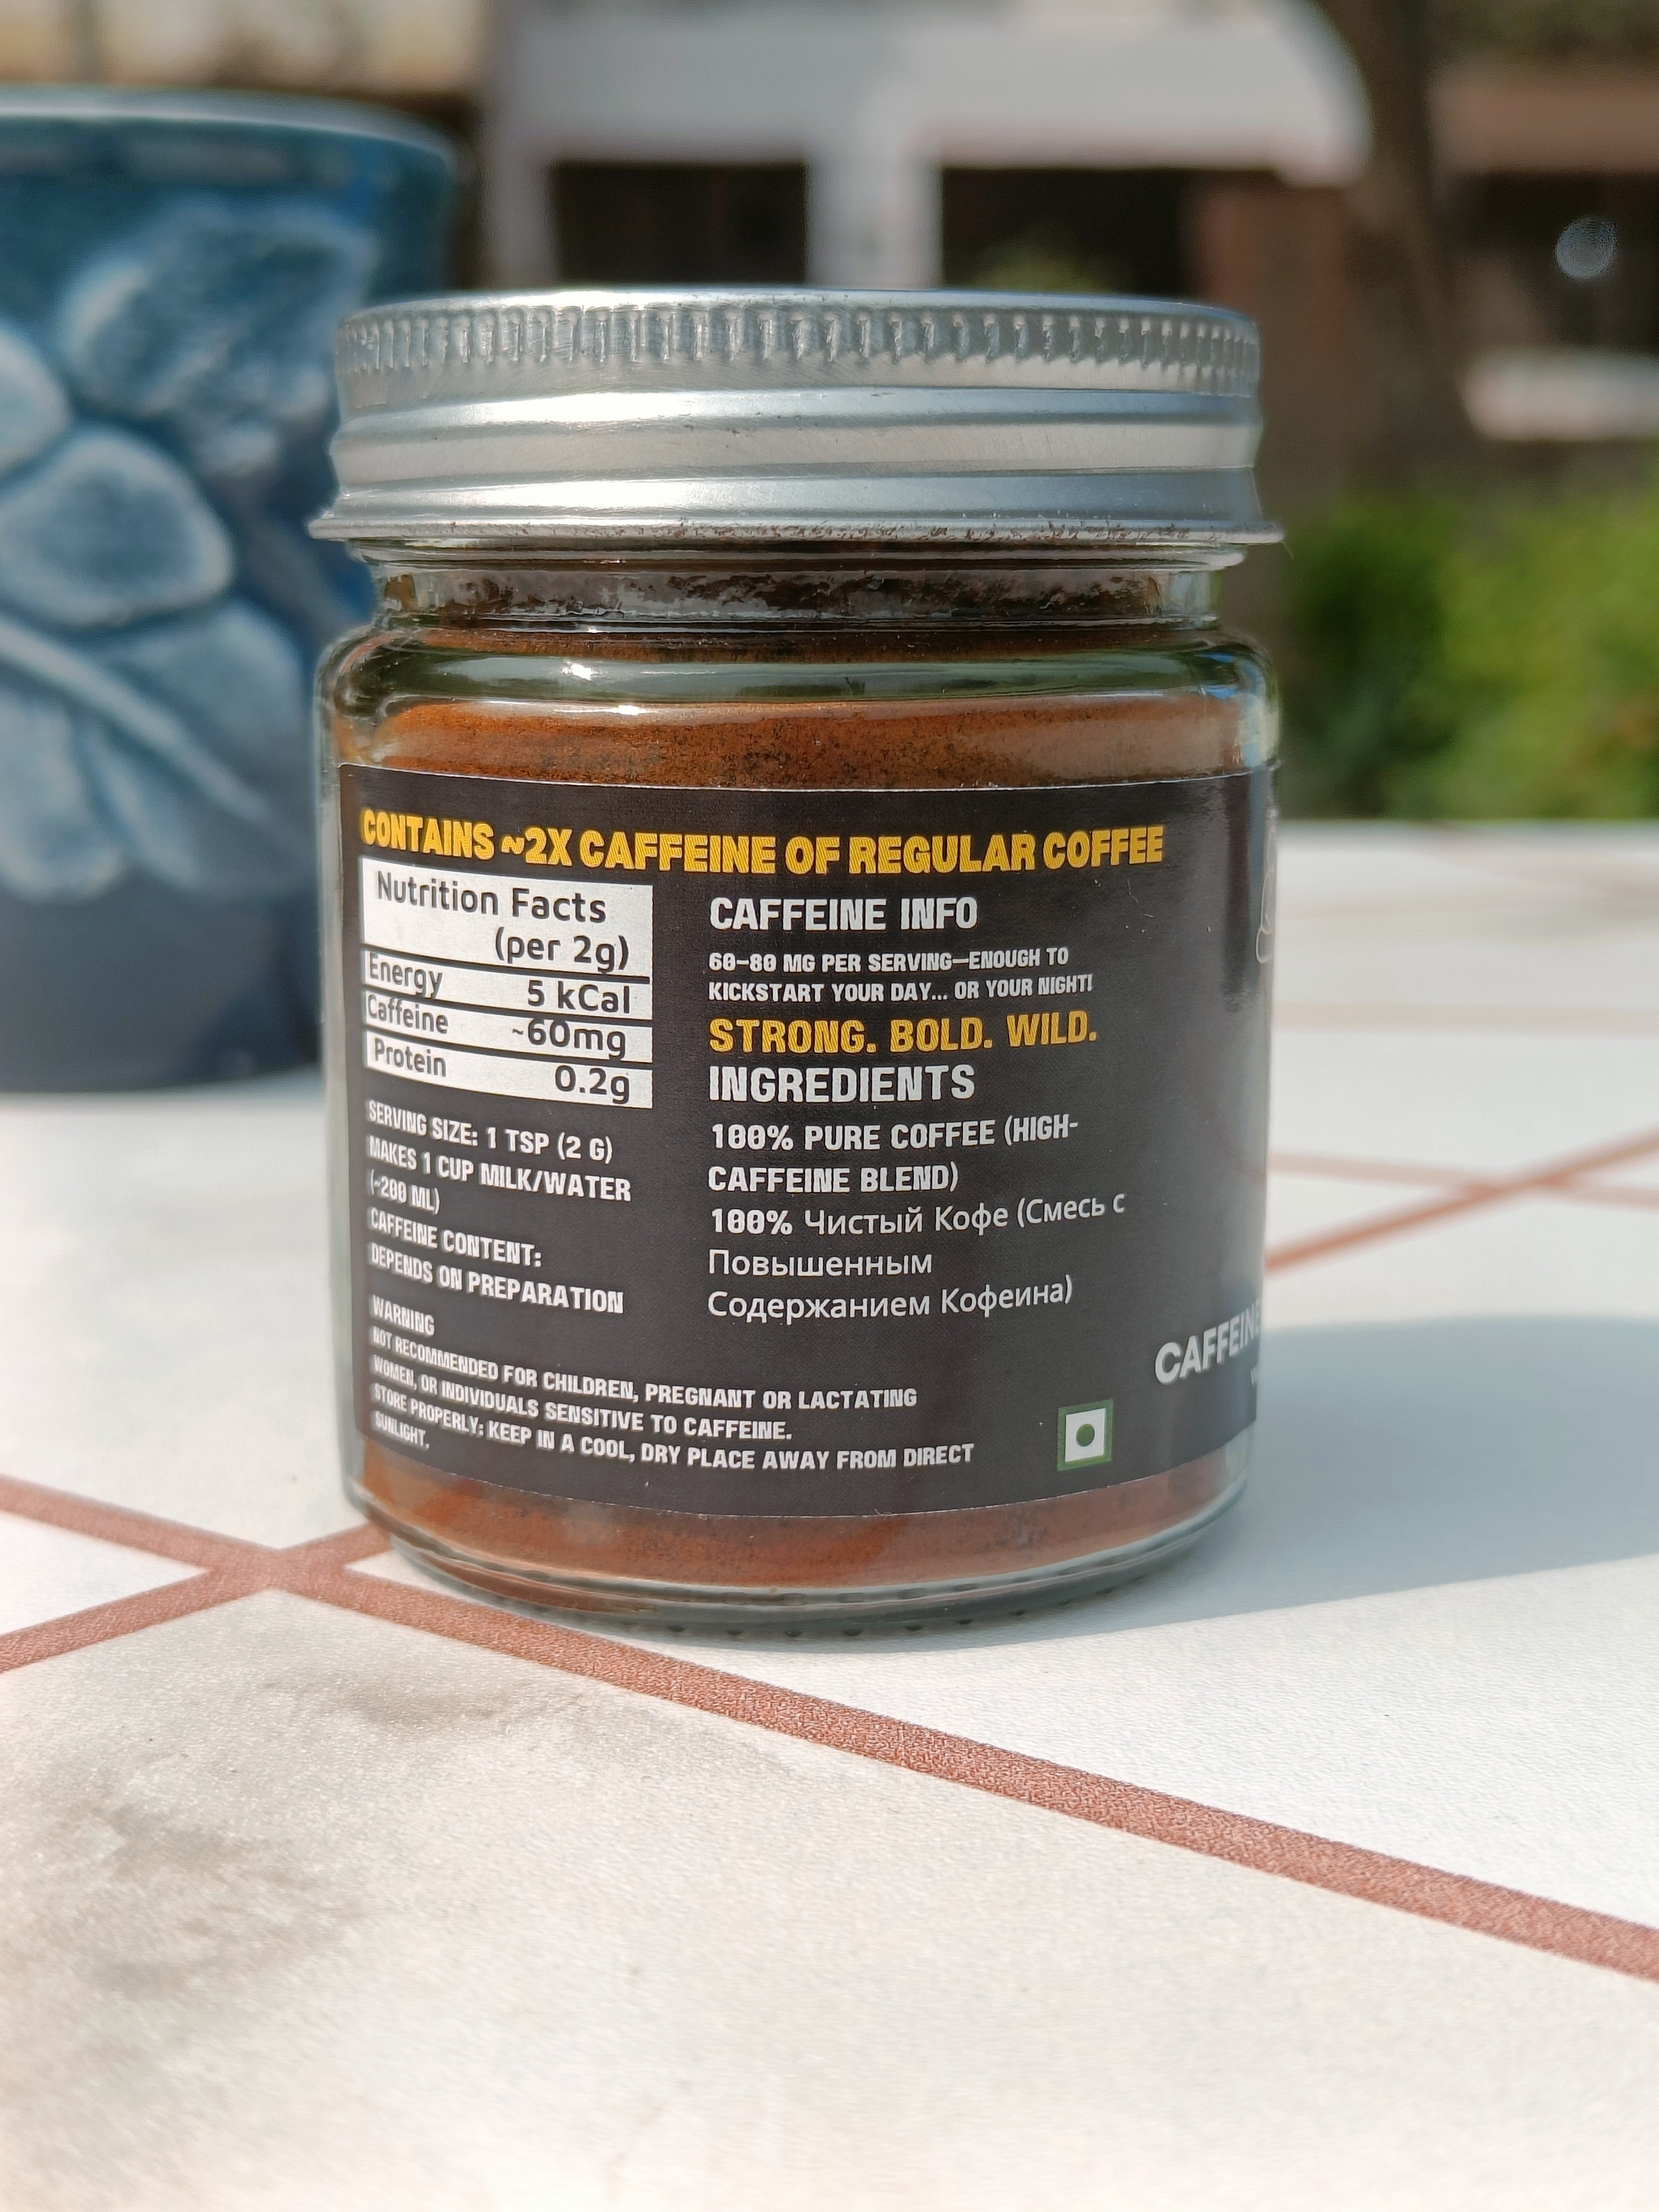 CONTAINS ~2X CAFFEINE OF REGULAR COFFEE
Nutrition Facts
(per 2g)
Energy 5 kCal
Caffeine ~60mg
Protein 0.2g
SERVING SIZE: 1 TSP (2 G)
MAKES 1 CUP MILK/WATER
(~200 ML)
CAFFEINE CONTENT:
DEPENDS ON PREPARATION
CAFFEINE INFO
60-80 MG PER SERVING—ENOUGH TO
KICKSTART YOUR DAY... OR YOUR NIGHT!
STRONG. BOLD. WILD.
INGREDIENTS
100% PURE COFFEE (HIGH-
CAFFEINE BLEND)
100% Чистый Кофе (Смесь с
Повышенным
Содержанием Кофеина)
WARNING
NOT RECOMMENDED FOR CHILDREN, PREGNANT OR LACTATING
WOMEN, OR INDIVIDUALS SENSITIVE TO CAFFEINE.
STORE PROPERLY: KEEP IN A COOL, DRY PLACE AWAY FROM DIRECT
SUNLIGHT.
CAFFEINE